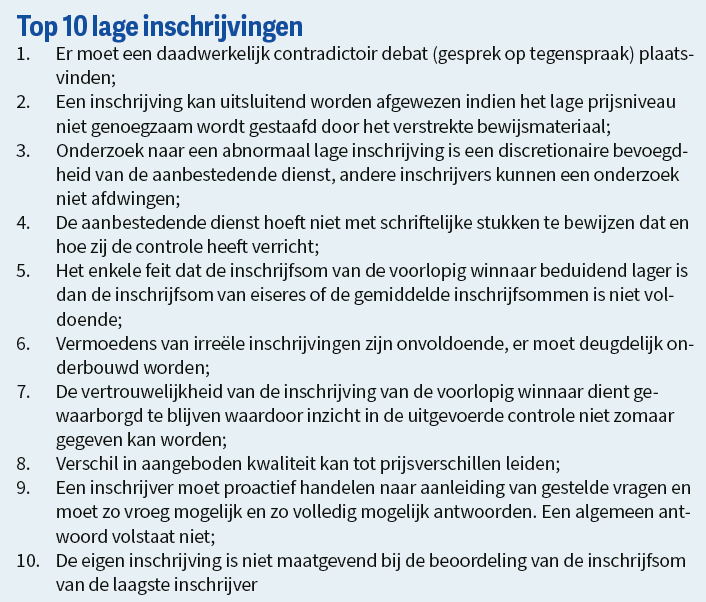 Top 10 lage inschrijvingen
1. Er moet een daadwerkelijk contradictoir debat (gesprek op tegenspraak) plaats-
vinden;
2. Een inschrijving kan uitsluitend worden afgewezen indien het lage prijsniveau
niet genoegzaam wordt gestaafd door het verstrekte bewijsmateriaal;
3. Onderzoek naar een abnormaal lage inschrijving is een discretionaire bevoegd-
heid van de aanbestedende dienst, andere inschrijvers kunnen een onderzoek
niet afdwingen;
4. De aanbestedende dienst hoeft niet met schriftelijke stukken te bewijzen dat en
hoe zij de controle heeft verricht;
5. Het enkele feit dat de inschrijfsom van de voorlopig winnaar beduidend lager is
dan de inschrijfsom van eiseres of de gemiddelde inschrijfsommen is niet vol-
doende;
6. Vermoedens van irreële inschrijvingen zijn onvoldoende, er moet deugdelijk on-
derbouwd worden;
7. De vertrouwelijkheid van de inschrijving van de voorlopig winnaar dient ge-
waarborgd te blijven waardoor inzicht in de uitgevoerde controle niet zomaar
gegeven kan worden;
8. Verschil in aangeboden kwaliteit kan tot prijsverschillen leiden;
9. Een inschrijver moet proactief handelen naar aanleiding van gestelde vragen en
moet zo vroeg mogelijk en zo volledig mogelijk antwoorden. Een algemeen ant-
woord volstaat niet;
10. De eigen inschrijving is niet maatgevend bij de beoordeling van de inschrijfsom
van de laagste inschrijver